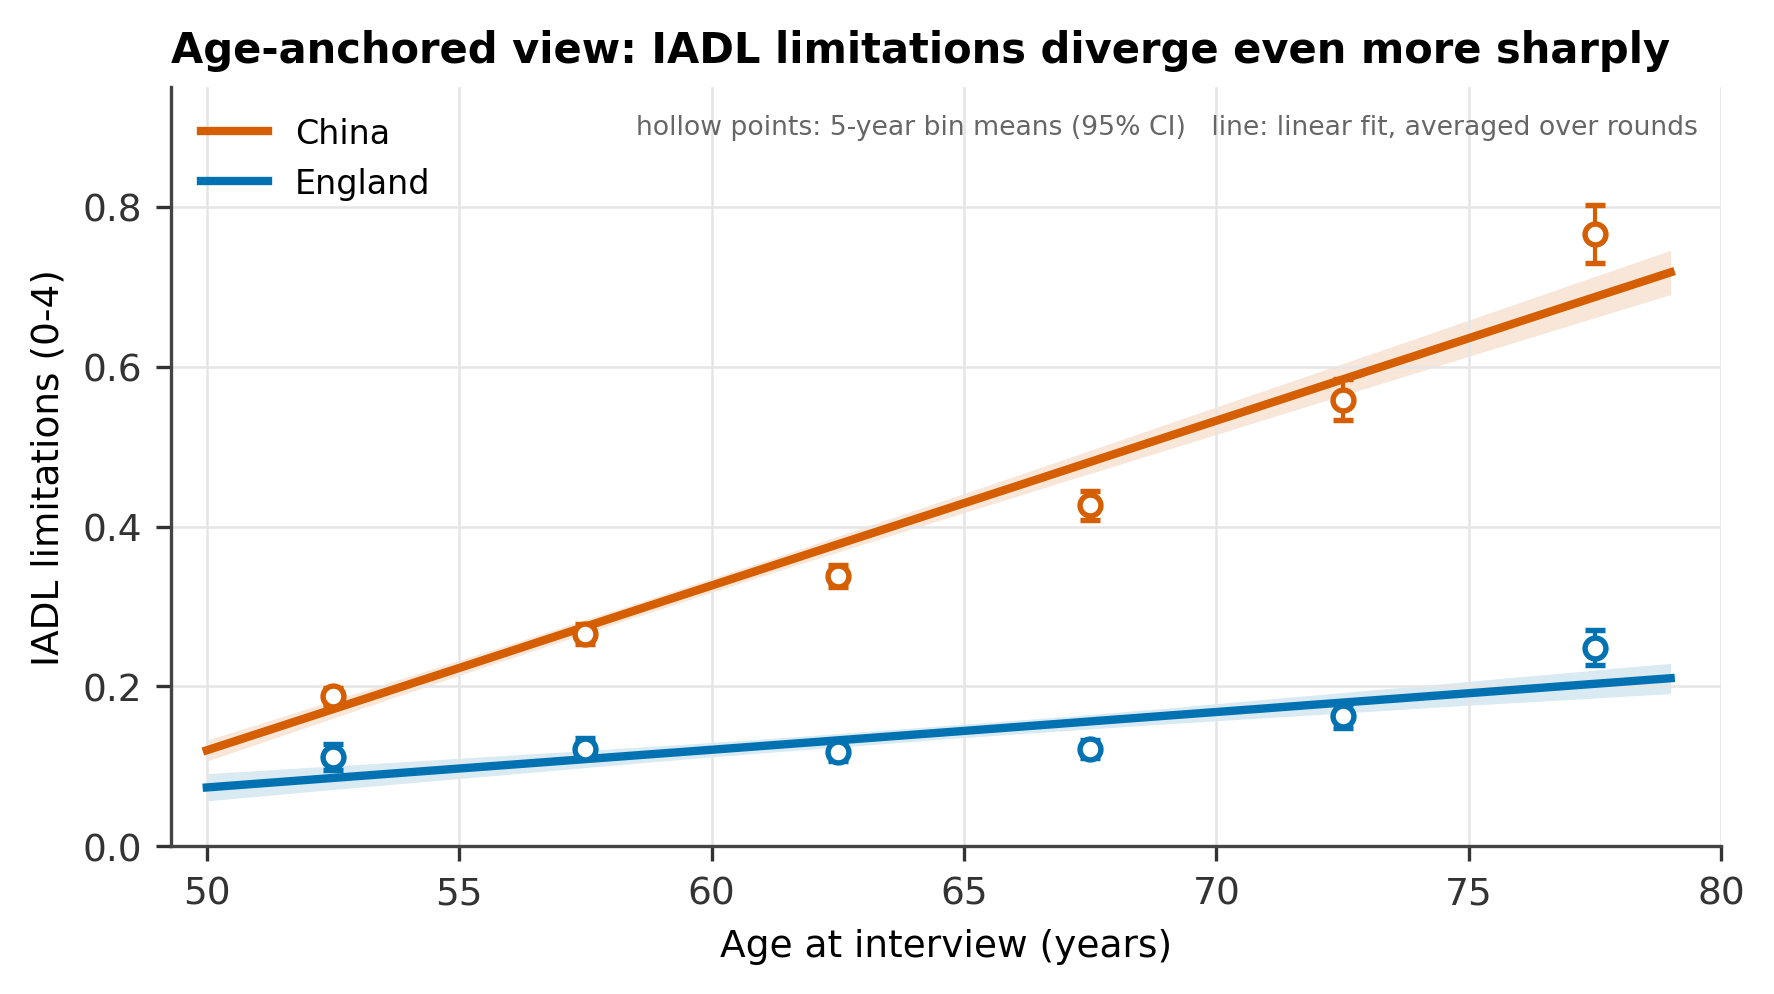 Age-anchored view: IADL limitations diverge even more sharply
China
England
hollow points: 5-year bin means (95% CI)   line: linear fit, averaged over rounds
IADL limitations (0-4)
0.8
0.6
0.4
0.2
0.0
50 55 60 65 70 75 80
Age at interview (years)